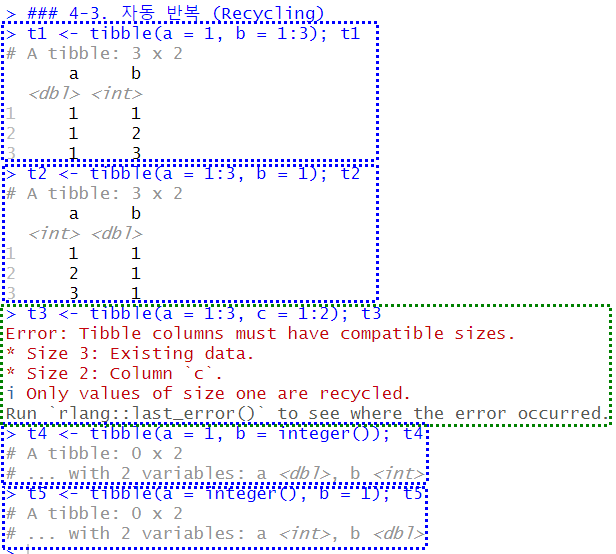 > ### 4-3. 자동 반복 (Recycling)
> t1 <- tibble(a = 1, b = 1:3); t1
# A tibble: 3 x 2
a b
<dbl> <int>
1 1 1
2 1 2
3 1 3
> t2 <- tibble(a = 1:3, b = 1); t2
# A tibble: 3 x 2
a b
<int> <dbl>
1 1 1
2 2 1
3 3 1
> t3 <- tibble(a = 1:3, c = 1:2); t3
Error: Tibble columns must have compatible sizes.
* Size 3: Existing data.
* Size 2: Column `c`.
i Only values of size one are recycled.
Run `rlang::last_error()` to see where the error occurred.
> t4 <- tibble(a = 1, b = integer()); t4
# A tibble: 0 x 2
# ... with 2 variables: a <dbl>, b <int>
> t5 <- tibble(a = integer(), b = 1); t5
# A tibble: 0 x 2
# ... with 2 variables: a <int>, b <dbl>
>